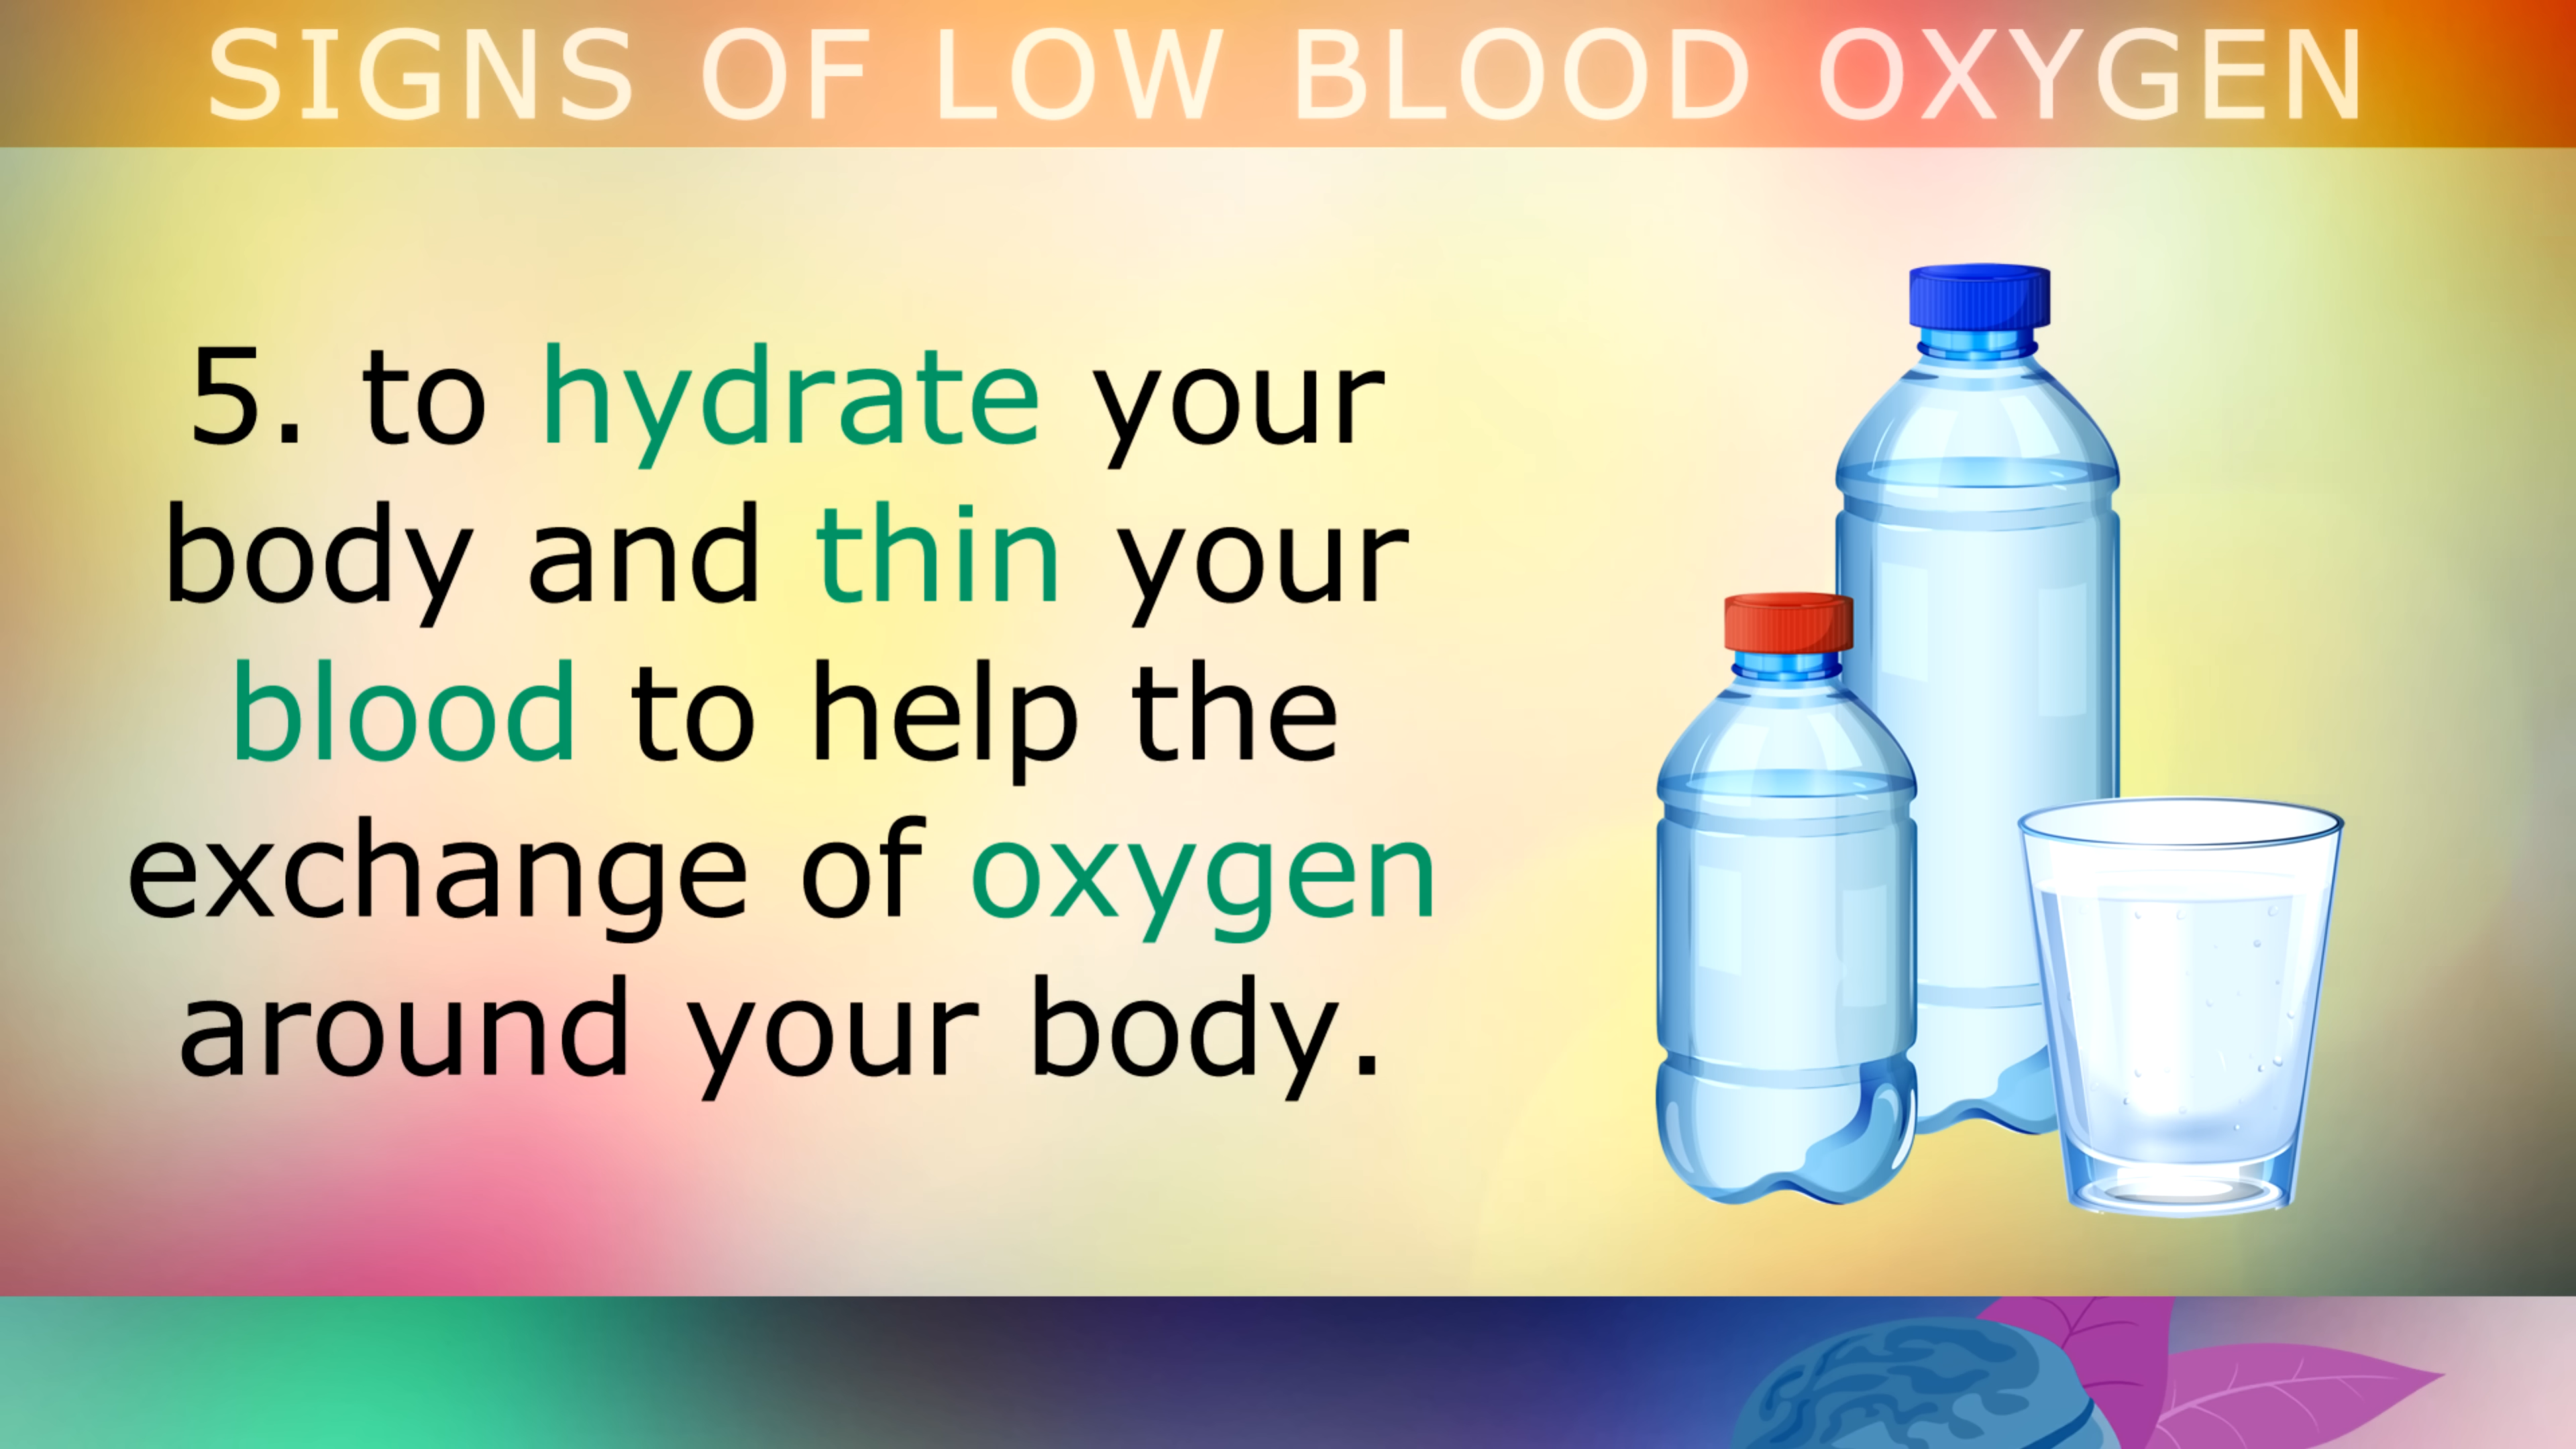 SIGNS OF LOW BLOOD OXYGEN
5. to hydrate your
body and thin your
blood to help the
exchange of oxygen
around your body.